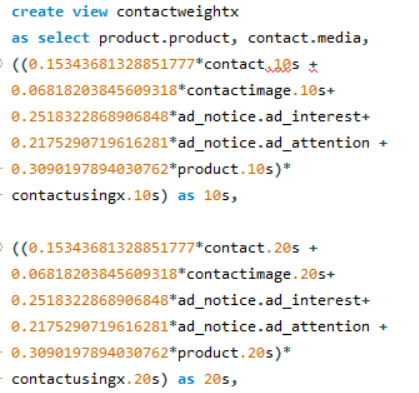 create view contactweightx
as select product.product, contact.media,
((0.15343681328851777*contact.10s +
0.06818203845609318*contactimage.10s+
0.2518322868906848*ad_notice.ad_interest+
0.2175290719616281*ad_notice.ad_attention +
0.3090197894030762*product.10s)*
contactusingx.10s) as 10s,
((0.15343681328851777*contact.20s +
0.06818203845609318*contactimage.20s+
0.2518322868906848*ad_notice.ad_interest+
0.2175290719616281*ad_notice.ad_attention +
0.3090197894030762*product.20s)*
contactusingx.20s) as 20s,